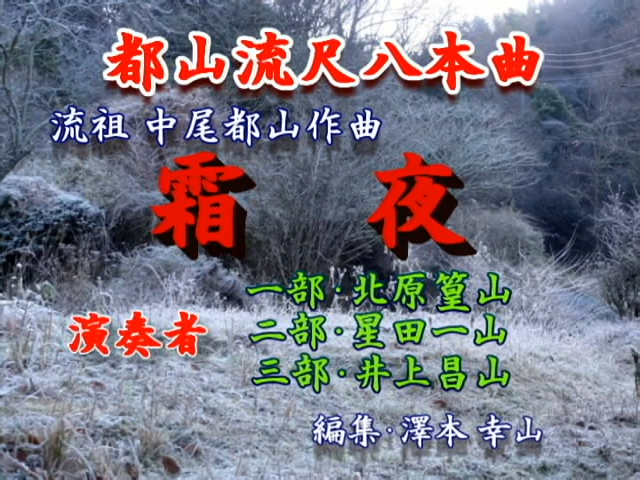 都山流尺八本曲
流祖 中尾都山作曲
霜 夜
演奏者
一部·北原篁山
二部·星田一山
三部·井上昌山
編集·澤本 幸山